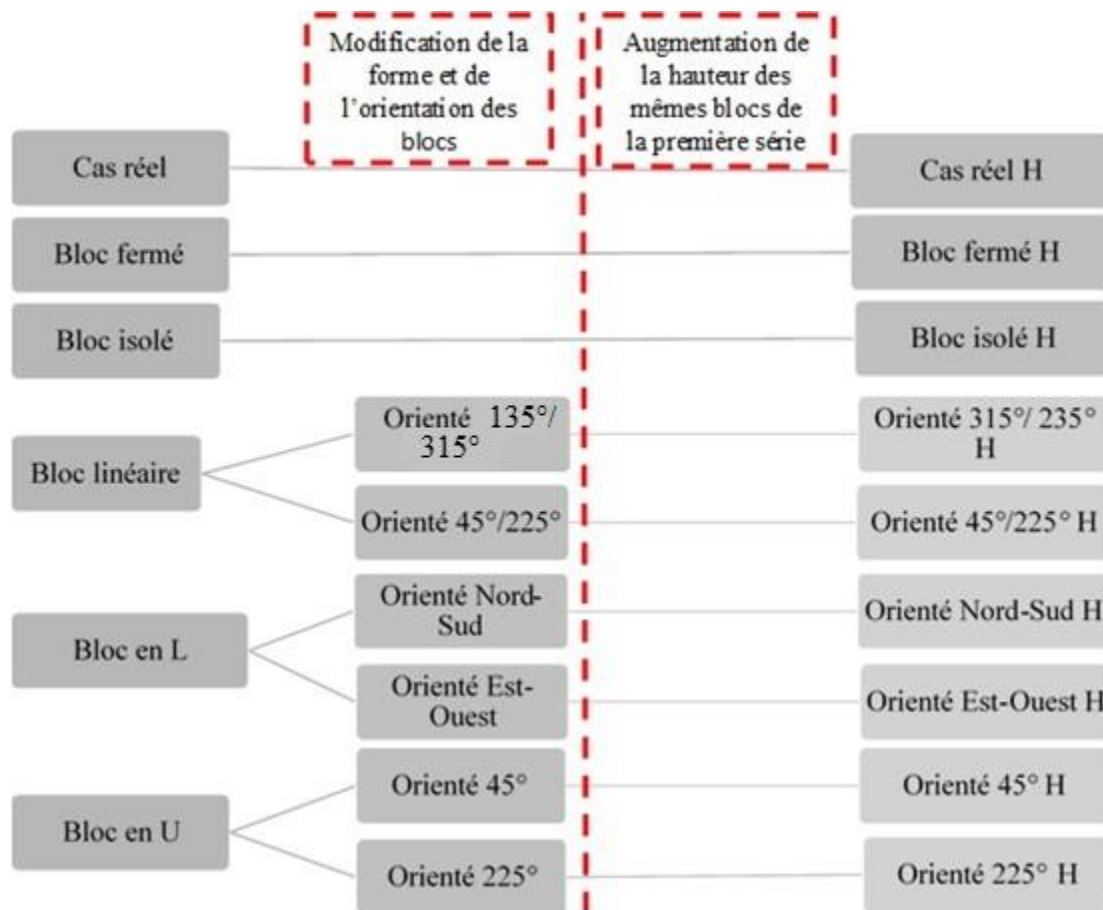 Modification de la
forme et de
l'orientation des
blocs
Augmentation de
la hauteur des
mêmes blocs de
la première série
Cas réel
Cas réel H
Bloc fermé
Bloc fermé H
Bloc isolé
Bloc isolé H
Bloc linéaire
Orienté 135°/
315°
Orienté 315°/ 235°
H
Orienté 45°/225°
Orienté 45°/225° H
Bloc en L
Orienté Nord-
Sud
Orienté Nord-Sud H
Orienté Est-
Ouest
Orienté Est-Ouest H
Bloc en U
Orienté 45°
Orienté 45° H
Orienté 225°
Orienté 225° H